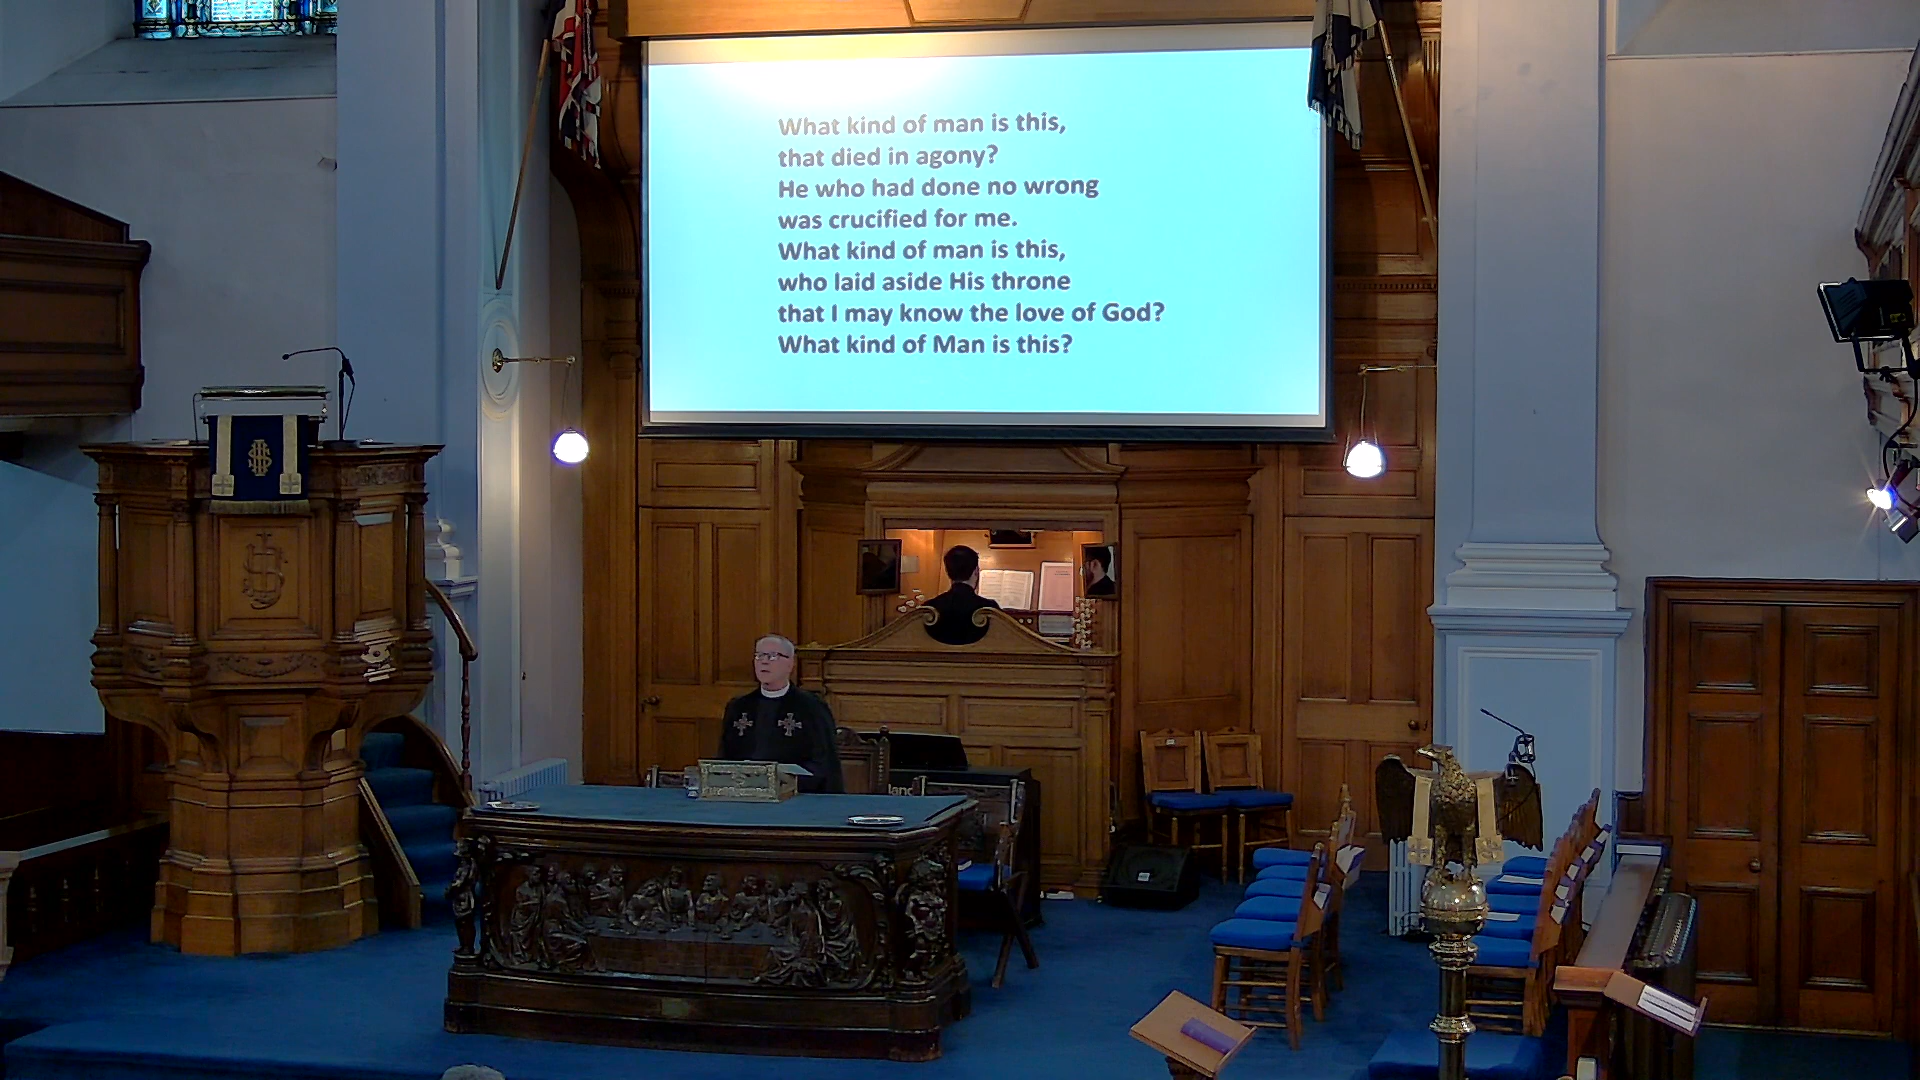 What kind of man is this,
that died in agony?
He who had done no wrong
was crucified for me.
What kind of man is this,
who laid aside His throne
that I may know the love of God?
What kind of Man is this?
IHS